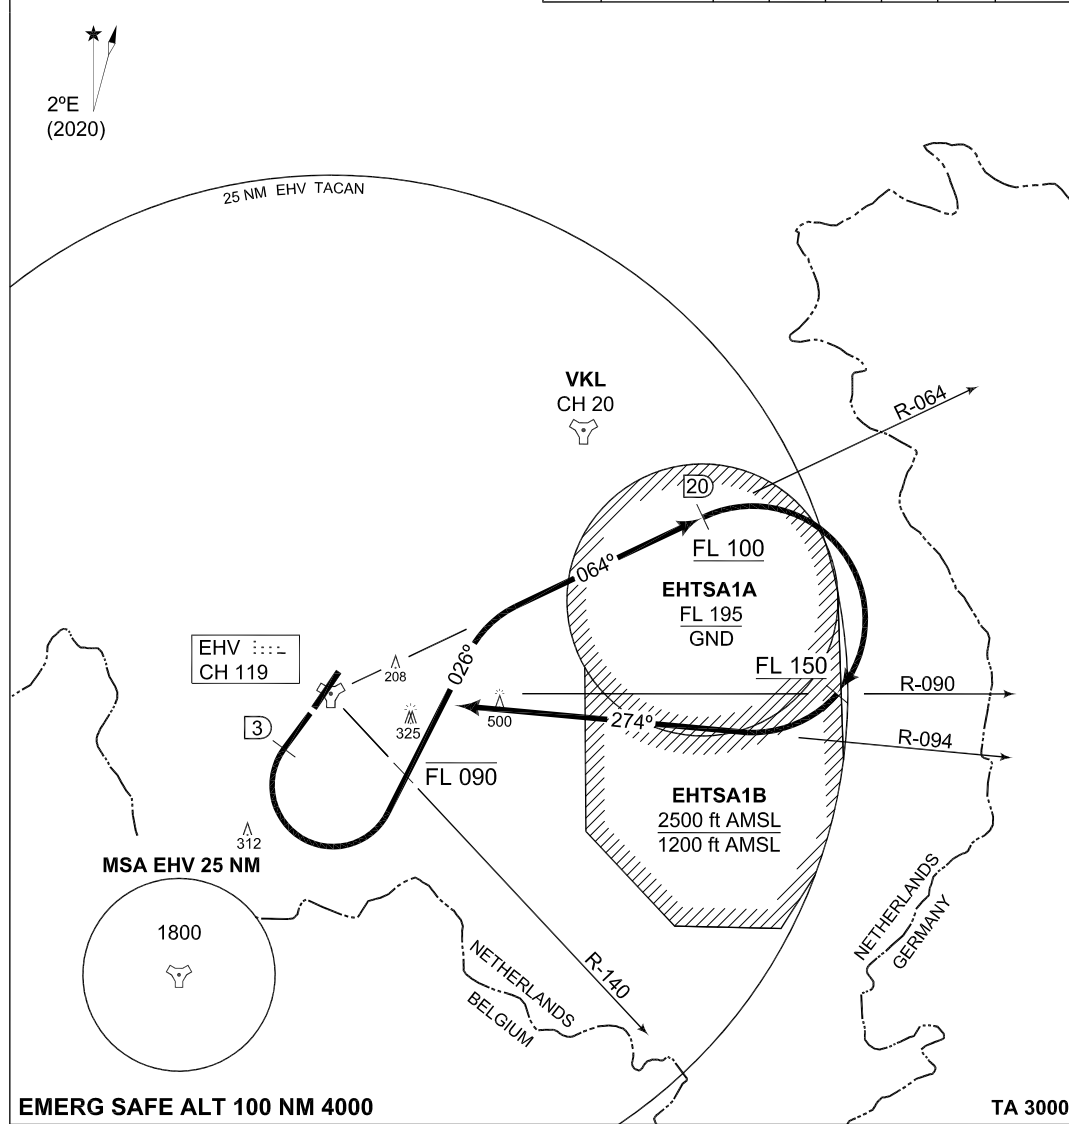 2ºE
(2020)
25 NM EHV TACAN
VKL
CH 20
R-064
20
FL 100
064º
EHTSA1A
FL 195
GND
EHV
CH 119
208
026º
FL 150
R-090
500
274º
325
3
R-094
FL 090
EHTSA1B
2500 ft AMSL
1200 ft AMSL
312
MSA EHV 25 NM
1800
NETHERLANDS
GERMANY
R-140
NETHERLANDS
BELGIUM
EMERG SAFE ALT 100 NM 4000
TA 3000